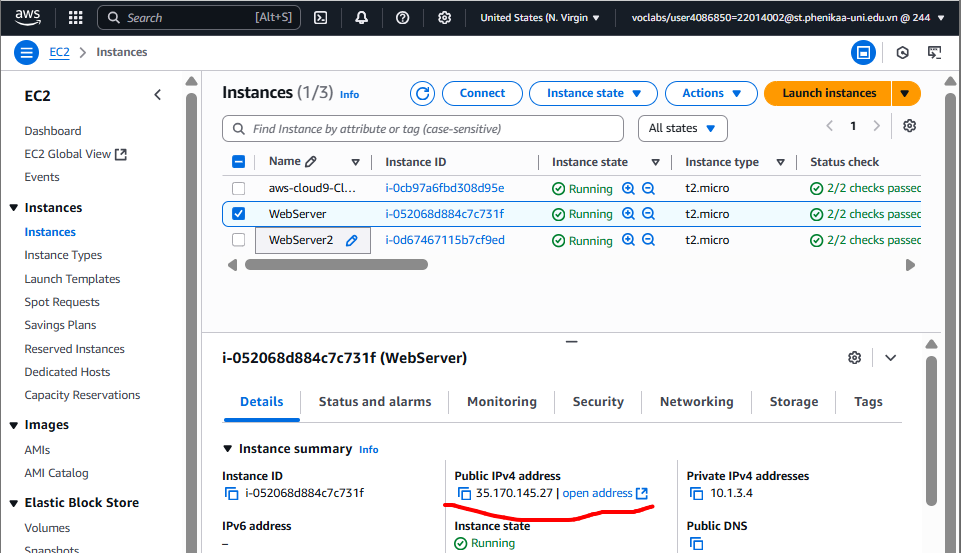 aws Search [Alt+S] United States (N. Virgin voclabs/user4086850=22014002@st.phenikaa-uni.edu.vn @ 244
EC2 > Instances
EC2
Dashboard
EC2 Global View
Events
Instances
Instances
Instance Types
Launch Templates
Spot Requests
Savings Plans
Reserved Instances
Dedicated Hosts
Capacity Reservations
Images
AMIs
AMI Catalog
Elastic Block Store
Volumes
Snapshots
Instances (1/3) Info Connect Instance state Actions Launch instances
Find Instance by attribute or tag (case-sensitive) All states 1
Name Instance ID Instance state Instance type Status check
aws-cloud9-Cl... i-0cb97a6fbd308d95e Running t2.micro 2/2 checks passed
WebServer i-052068d884c7c731f Running t2.micro 2/2 checks passed
WebServer2 i-0d67467115b7cf9ed Running t2.micro 2/2 checks passed
i-052068d884c7c731f (WebServer)
Details Status and alarms Monitoring Security Networking Storage Tags
Instance summary Info
Instance ID Public IPv4 address Private IPv4 addresses
i-052068d884c7c731f 35.170.145.27 | open address 10.1.3.4
IPv6 address Instance state Public DNS
– Running